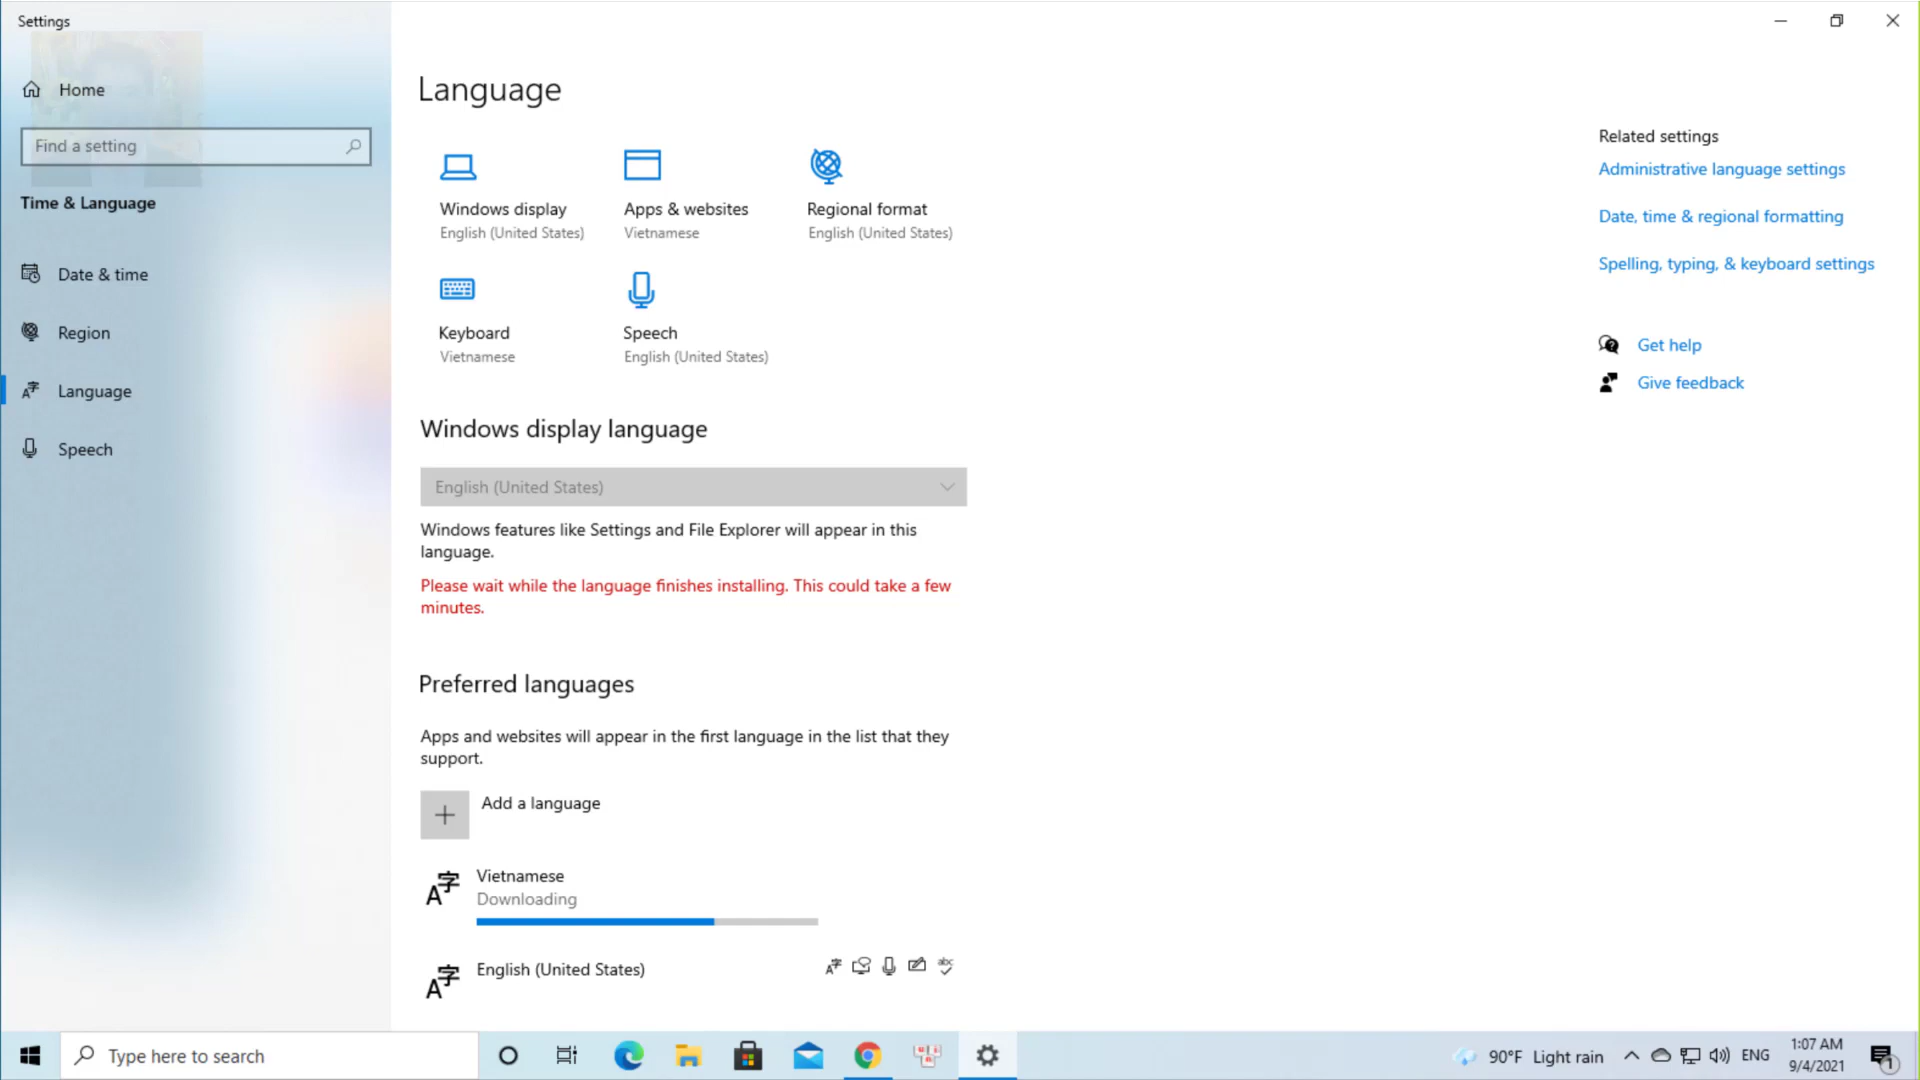 Settings
Home
Find a setting
Time & Language
Date & time
Region
Language
Speech
Language
Windows display
English (United States)
Apps & websites
Vietnamese
Regional format
English (United States)
Keyboard
Vietnamese
Speech
English (United States)
Windows display language
English (United States)
Windows features like Settings and File Explorer will appear in this
language.
Please wait while the language finishes installing. This could take a few
minutes.
Preferred languages
Apps and websites will appear in the first language in the list that they
support.
Add a language
Vietnamese
Downloading
English (United States)
Related settings
Administrative language settings
Date, time & regional formatting
Spelling, typing, & keyboard settings
Get help
Give feedback
Type here to search
90°F Light rain
ENG
1:07 AM
9/4/2021
1